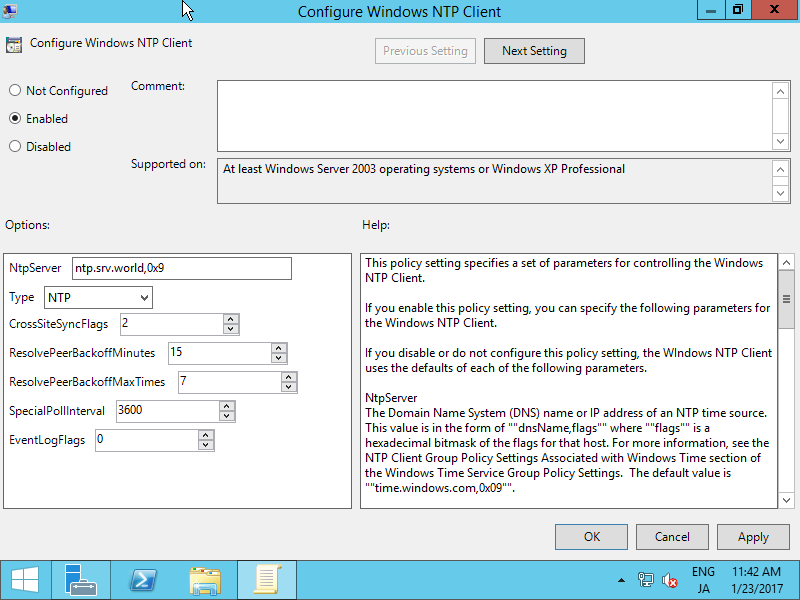 Configure Windows NTP Client
Configure Windows NTP Client
Previous Setting
Next Setting
Not Configured
Comment:
Enabled
Disabled
Supported on:
At least Windows Server 2003 operating systems or Windows XP Professional
Options:
Help:
NtpServer
ntp.srv.world,0x9
Type
NTP
CrossSiteSyncFlags
2
ResolvePeerBackoffMinutes
15
ResolvePeerBackoffMaxTimes
7
SpecialPollInterval
3600
EventLogFlags
0
This policy setting specifies a set of parameters for controlling the Windows
NTP Client.
If you enable this policy setting, you can specify the following parameters for
the Windows NTP Client.
If you disable or do not configure this policy setting, the WIndows NTP Client
uses the defaults of each of the following parameters.
NtpServer
The Domain Name System (DNS) name or IP address of an NTP time source.
This value is in the form of ""dnsName,flags"" where ""flags"" is a
hexadecimal bitmask of the flags for that host. For more information, see the
NTP Client Group Policy Settings Associated with Windows Time section of
the Windows Time Service Group Policy Settings.  The default value is
""time.windows.com,0x09"".
OK
Cancel
Apply
ENG
JA
11:42 AM
1/23/2017